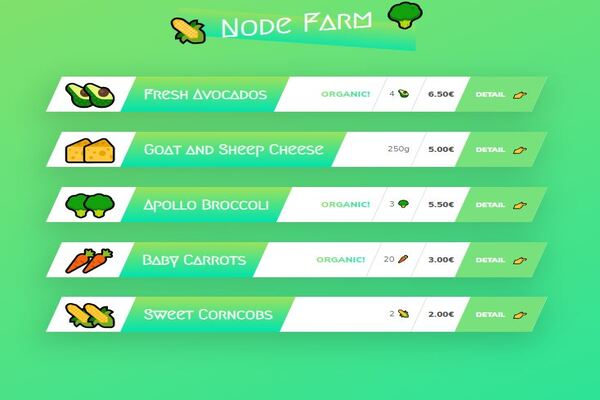 Node Farm
Fresh Avocados ORGANIC! 4 6.50€ DETAIL
Goat and Sheep Cheese 250g 5.00€ DETAIL
Apollo Broccoli ORGANIC! 3 5.50€ DETAIL
Baby Carrots ORGANIC! 20 3.00€ DETAIL
Sweet Corncobs 2 2.00€ DETAIL